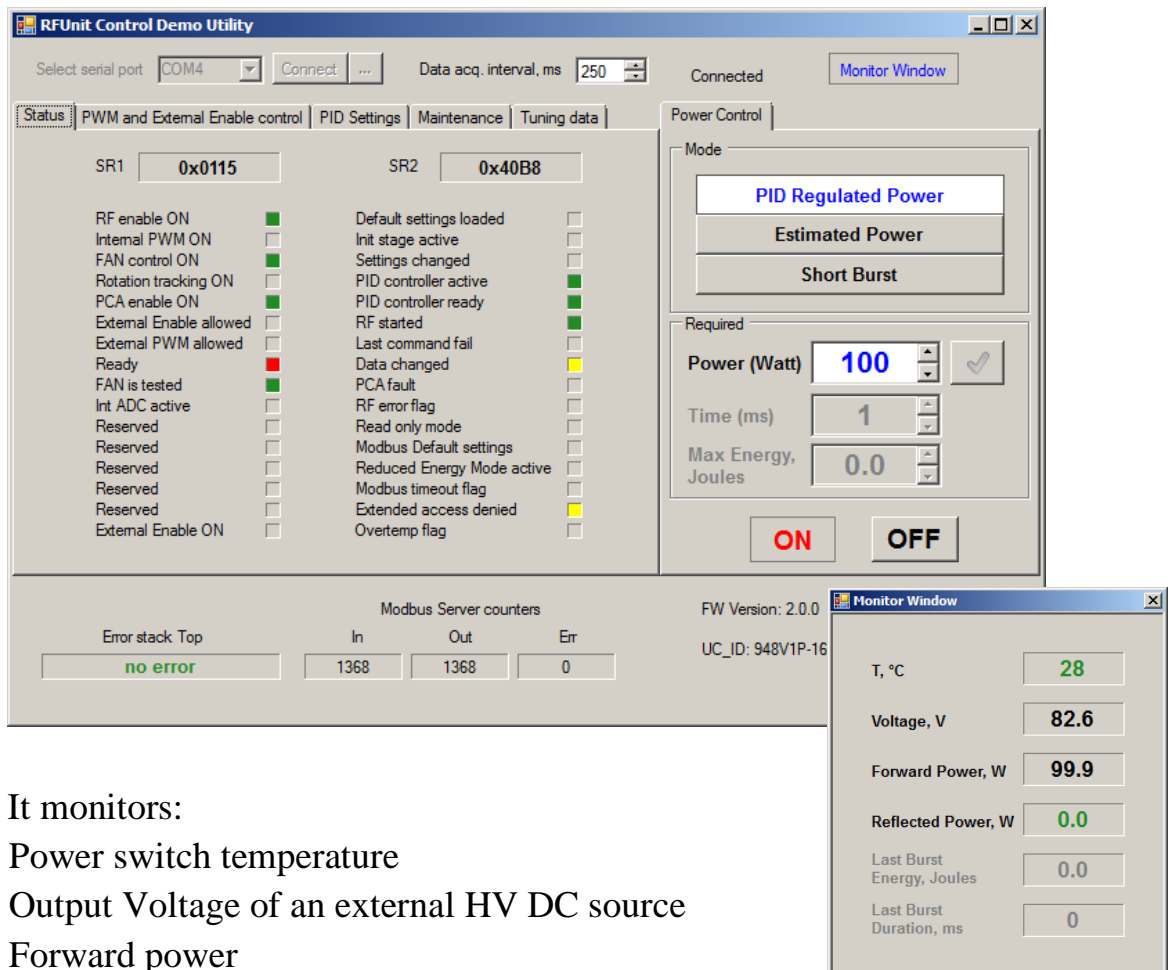 RFUnit Control Demo Utility
Select serial port COM4 Connect ... Data acq. interval, ms 250 Connected Monitor Window
Status PWM and External Enable control PID Settings Maintenance Tuning data Power Control
SR1 0x0115 SR2 0x40B8
RF enable ON
Internal PWM ON
FAN control ON
Rotation tracking ON
PCA enable ON
External Enable allowed
External PWM allowed
Ready
FAN is tested
Int ADC active
Reserved
Reserved
Reserved
Reserved
Reserved
External Enable ON
Default settings loaded
Init stage active
Settings changed
PID controller active
PID controller ready
RF started
Last command fail
Data changed
PCA fault
RF error flag
Read only mode
Modbus Default settings
Reduced Energy Mode active
Modbus timeout flag
Extended access denied
Overtemp flag
Mode
PID Regulated Power
Estimated Power
Short Burst
Required
Power (Watt) 100
Time (ms) 1
Max Energy,
Joules 0.0
ON OFF
Modbus Server counters
Error stack Top In Out Err
no error 1368 1368 0
FW Version: 2.0.0
UC_ID: 948V1P-16
Monitor Window
T, °C 28
Voltage, V 82.6
Forward Power, W 99.9
Reflected Power, W 0.0
Last Burst
Energy, Joules 0.0
Last Burst
Duration, ms 0
It monitors:
Power switch temperature
Output Voltage of an external HV DC source
Forward power